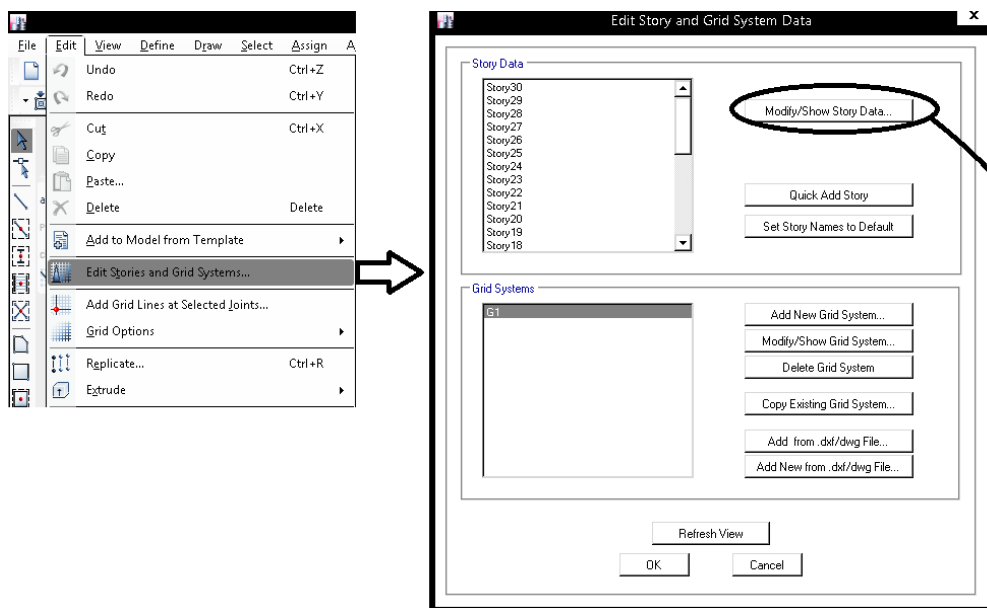 File Edit View Define Draw Select Assign A
Undo Ctrl+Z
Redo Ctrl+Y
Cut Ctrl+X
Copy
Paste...
Delete Delete
Add to Model from Template
Edit Stories and Grid Systems...
Add Grid Lines at Selected Joints...
Grid Options
Replicate... Ctrl+R
Extrude
Edit Story and Grid System Data x
Story Data
Story30
Story29
Story28
Story27
Story26
Story25
Story24
Story23
Story22
Story21
Story20
Story19
Story18
Modify/Show Story Data...
Quick Add Story
Set Story Names to Default
Grid Systems
G1
Add New Grid System...
Modify/Show Grid System...
Delete Grid System
Copy Existing Grid System...
Add from .dxf/dwg File...
Add New from .dxf/dwg File...
Refresh View
OK Cancel